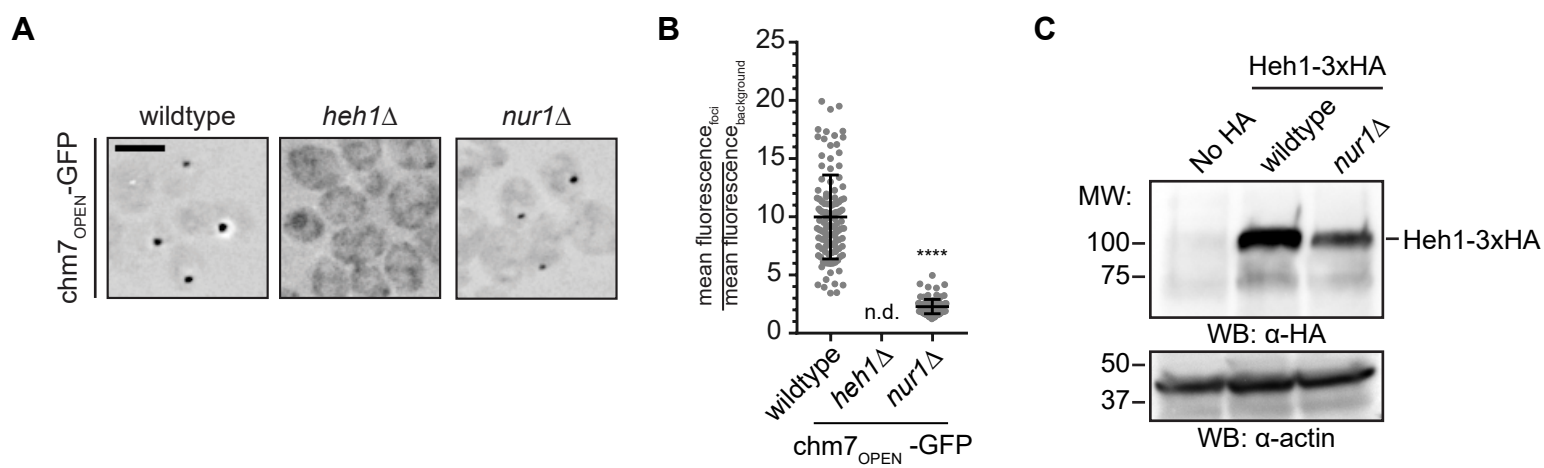 A
wildtype
heh1Δ
nur1Δ
chm7OPEN-GFP
B
mean fluorescencefoci
mean fluorescencebackground
25
20
15
10
5
0
n.d.
****
wildtype
heh1Δ
nur1Δ
chm7OPEN -GFP
C
Heh1-3xHA
No HA
wildtype
nur1Δ
MW:
100
75
Heh1-3xHA
WB: α-HA
50
37
WB: α-actin